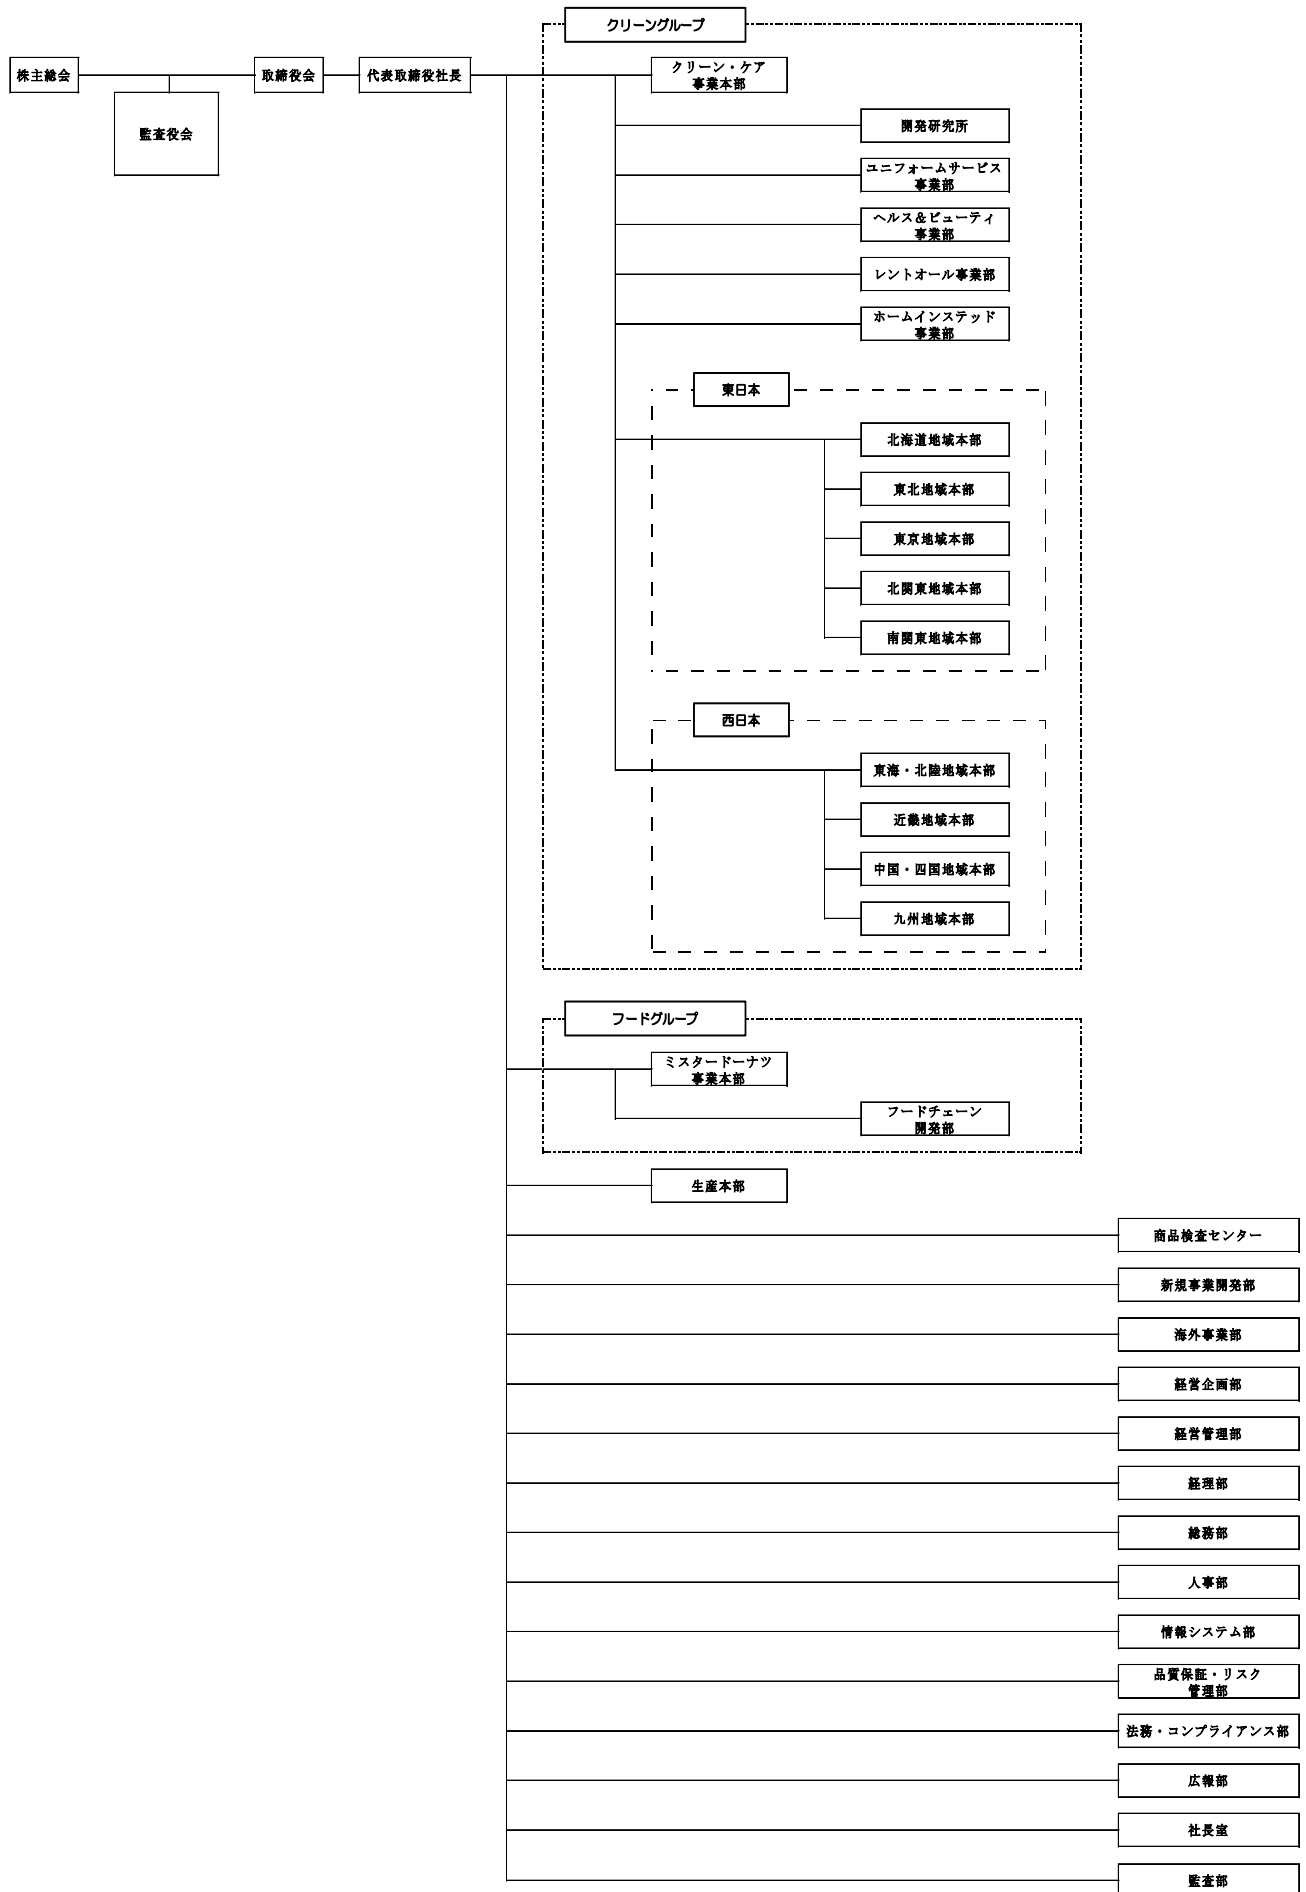 クリーングループ
株主総会
取締役会
代表取締役社長
クリーン・ケア
事業本部
監査役会
開発研究所
ユニフォームサービス
事業部
ヘルス&ビューティ
事業部
レントオール事業部
ホームインステッド
事業部
東日本
北海道地域本部
東北地域本部
東京地域本部
北関東地域本部
南関東地域本部
西日本
東海・北陸地域本部
近畿地域本部
中国・四国地域本部
九州地域本部
フードグループ
ミスタードーナツ
事業本部
フードチェーン
開発部
生産本部
商品検査センター
新規事業開発部
海外事業部
経営企画部
経営管理部
経理部
総務部
人事部
情報システム部
品質保証・リスク
管理部
法務・コンプライアンス部
広報部
社長室
監査部